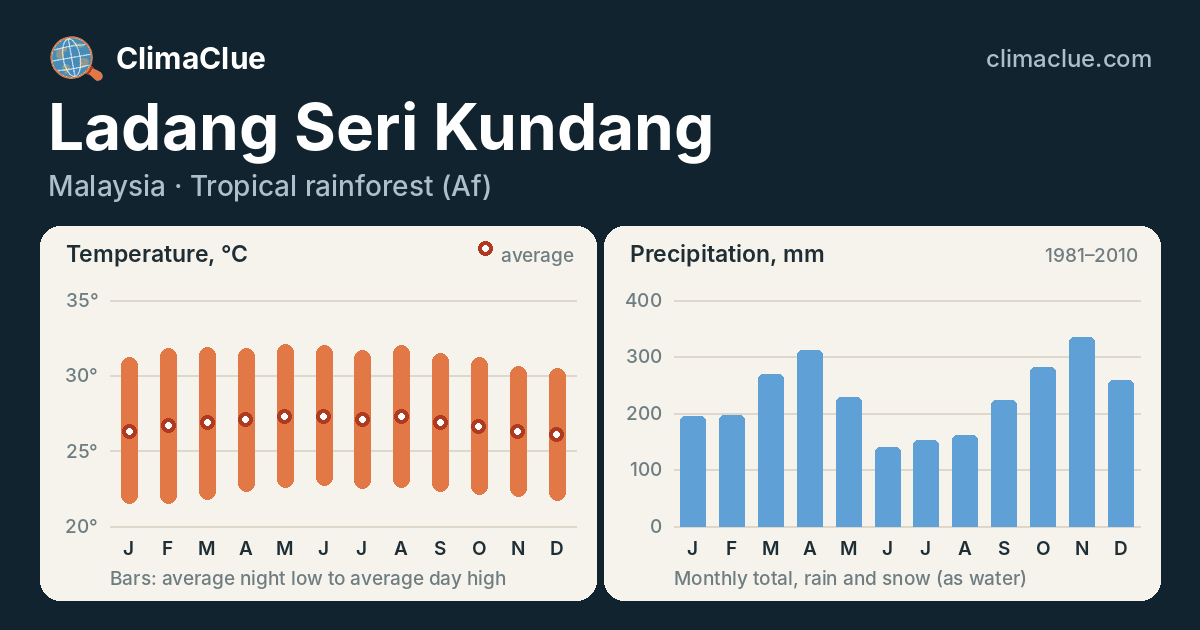 ClimaClue
climaclue.com
Ladang Seri Kundang
Malaysia · Tropical rainforest (Af)
Temperature, °C
average
35°
30°
25°
20°
J F M A M J J A S O N D
Bars: average night low to average day high
Precipitation, mm
1981–2010
400
300
200
100
0
J F M A M J J A S O N D
Monthly total, rain and snow (as water)